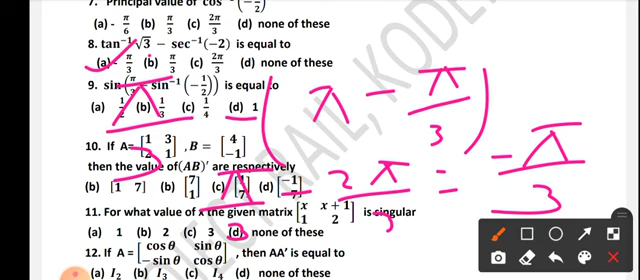 7. Principal value of cos⁻¹(−1/2)
(a) - π/6 (b) π/3 (c) 2π/3 (d) none of these
8. tan⁻¹√3 − sec⁻¹(−2) is equal to
(a)- π/3 (b) π/3 (c) 2π/3 (d) none of these
9. sin(π/3 − sin⁻¹(−1/2)) is equal to
(a) 1/2 (b) 1/3 (c) 1/4 (d) 1
π/3 − (π − π/3)
10. If A= [1 3; 2 1], B = [4; −1]
then the value of (AB)′ are respectively
(b) [1 7] (b) [7; 1] (c) [1; 7] (d)
π/3 − 2π/3 = −π/3
11. For what value of x the given matrix [x x+1; 1 2] is singular
(a) 1 (b) 2 (c) 3 (d) none of these
12. If A = [cos θ sin θ; −sin θ cos θ], then AA′ is equal to
(a) I₂ (b) I₃ (c) I₄ (d) none of these